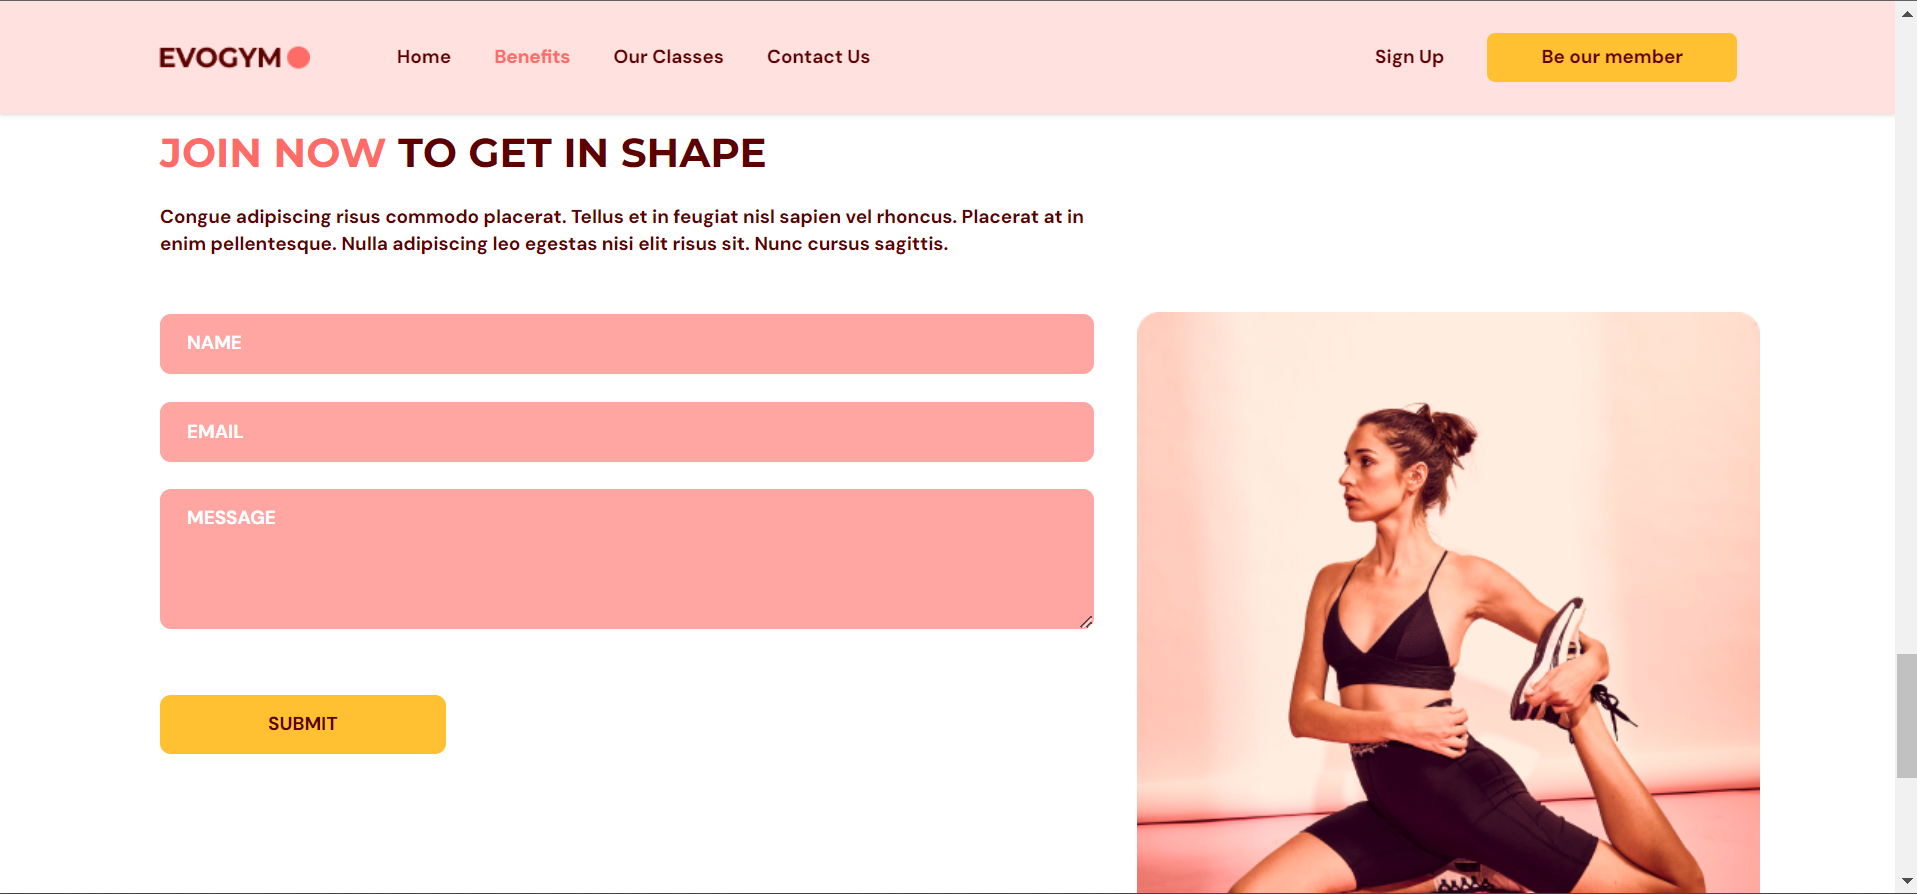 EVOGYM
Home
Benefits
Our Classes
Contact Us
Sign Up
Be our member
JOIN NOW TO GET IN SHAPE
Congue adipiscing risus commodo placerat. Tellus et in feugiat nisl sapien vel rhoncus. Placerat at in
enim pellentesque. Nulla adipiscing leo egestas nisi elit risus sit. Nunc cursus sagittis.
NAME
EMAIL
MESSAGE
SUBMIT